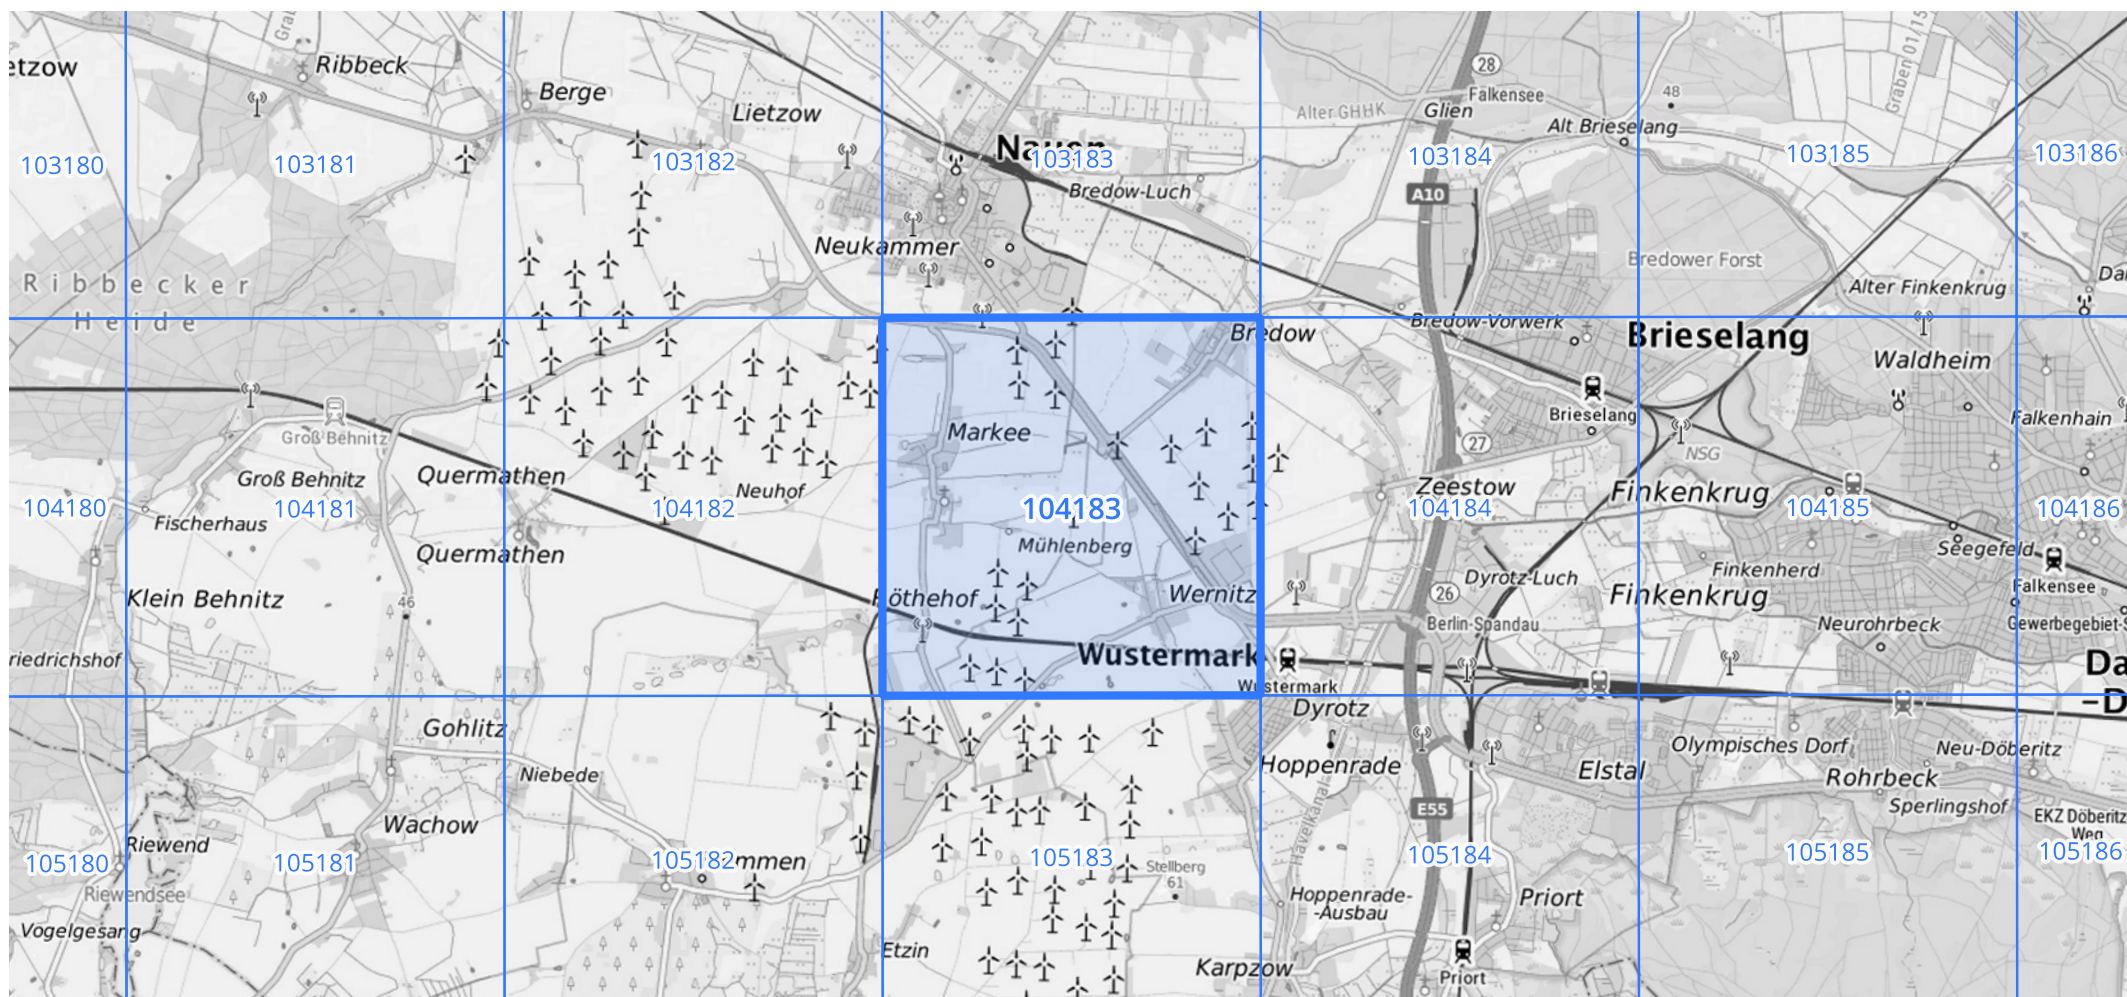 etzow
Ribbeck
Berge
Lietzow
Nauen
Bredow-Luch
Neukammer
28
Falkensee
Glien
Alter GHHK
Alt Brieselang
48
Graben 01/15
103180
103181
103182
103183
103184
103185
103186
A10
Bredower Forst
Alter Finkenkrug
Ribbecker
Heide
Bredow
Bredow-Vorwerk
Brieselang
Waldheim
Brieselang
Falkenhain
Groß Behnitz
Groß Behnitz
Quermathen
Neuhof
Markee
27
NSG
Zeestow
Finkenkrug
104180
104181
104182
104183
104184
104185
104186
Fischerhaus
Quermathen
Mühlenberg
Seegefeld
Finkenherd
Dyrotz-Luch
Falkensee
Klein Behnitz
46
öthehof
Wernitz
26
Berlin-Spandau
Finkenkrug
Neurohrbeck
Gewerbegebiet-S
riedrichshof
Wustermark
Wustermark
Da
-D
Dyrotz
Gohlitz
Niebede
Hoppenrade
Elstal
Olympisches Dorf
Neu-Döberitz
Rohrbeck
Sperlingshof
E55
EKZ Döberitz
Weg
Havelkanal
Wachow
Riewend
105180
105181
105182
mmen
105183
105184
105185
105186
Stellberg
61
Riewendsee
Hoppenrade-
-Ausbau
Priort
Vogelgesang
Etzin
Karpzow
Priort